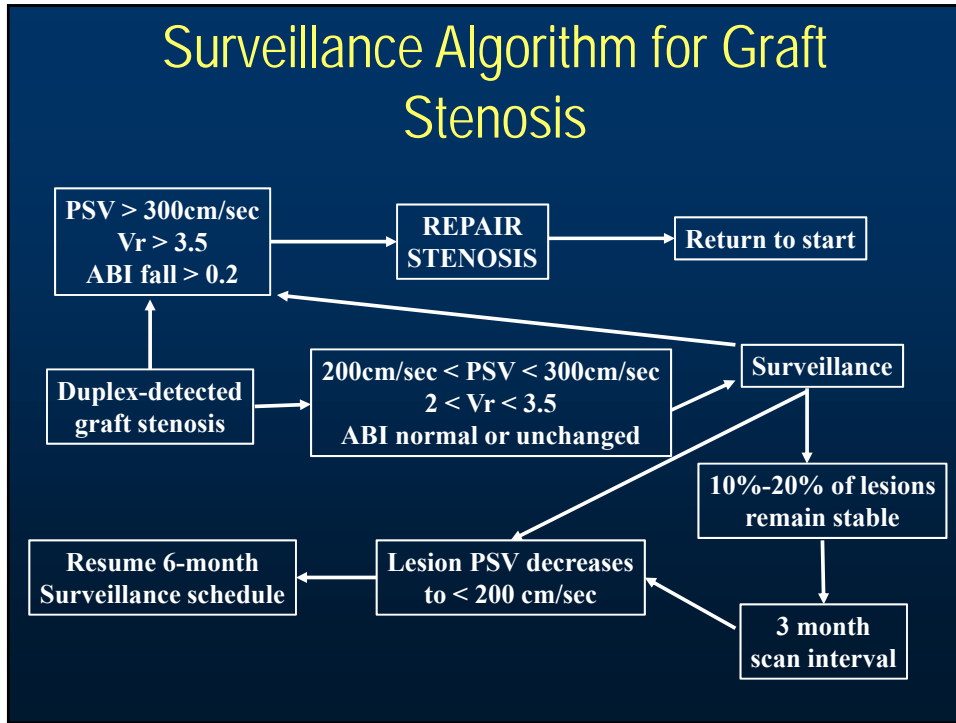 Surveillance Algorithm for Graft
Stenosis
PSV > 300cm/sec
Vr > 3.5
ABI fall > 0.2
REPAIR
STENOSIS
Return to start
Duplex-detected
graft stenosis
200cm/sec < PSV < 300cm/sec
2 < Vr < 3.5
ABI normal or unchanged
Surveillance
10%-20% of lesions
remain stable
Resume 6-month
Surveillance schedule
Lesion PSV decreases
to < 200 cm/sec
3 month
scan interval